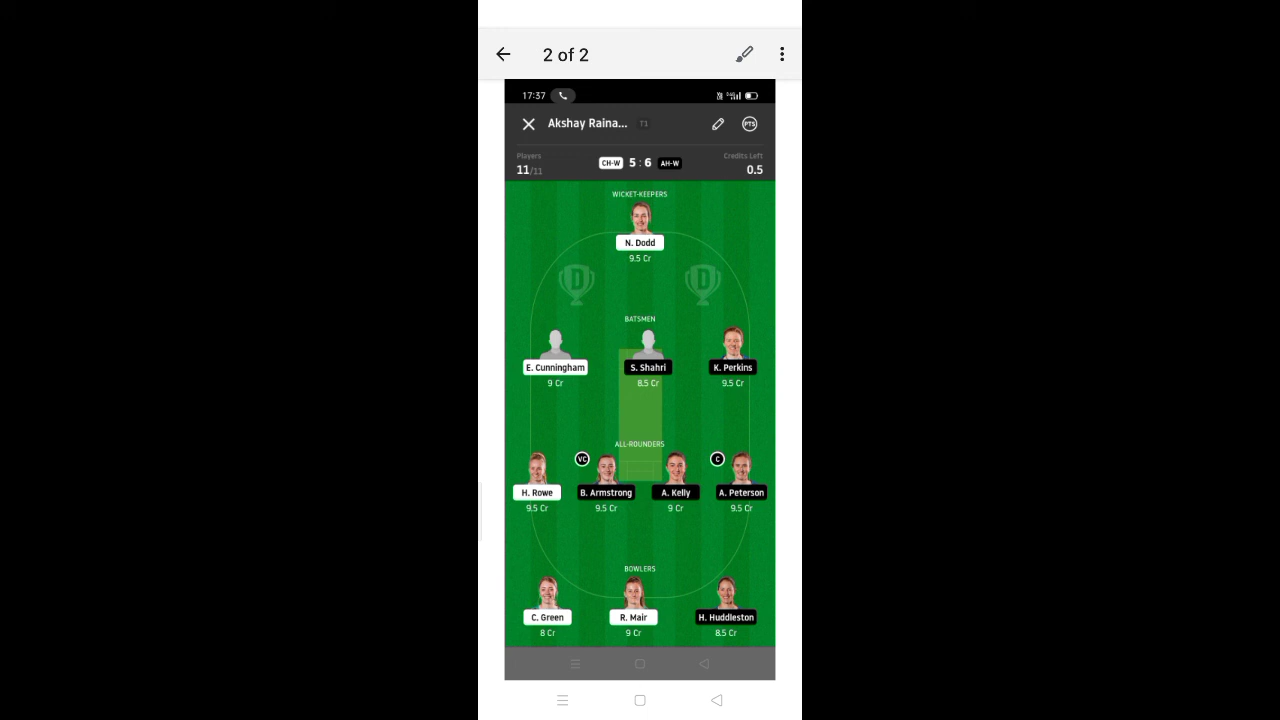 2 of 2
17:37
Akshay Raina... T1 PTS
Players Credits Left
11/11 CH-W 5 : 6 AH-W 0.5
WICKET-KEEPERS
N. Dodd
9.5 Cr
D D
BATSMEN
E. Cunningham S. Shahri K. Perkins
9 Cr 8.5 Cr 9.5 Cr
ALL-ROUNDERS
VC C
H. Rowe B. Armstrong A. Kelly A. Peterson
9.5 Cr 9.5 Cr 9 Cr 9.5 Cr
BOWLERS
C. Green R. Mair H. Huddleston
8 Cr 9 Cr 8.5 Cr